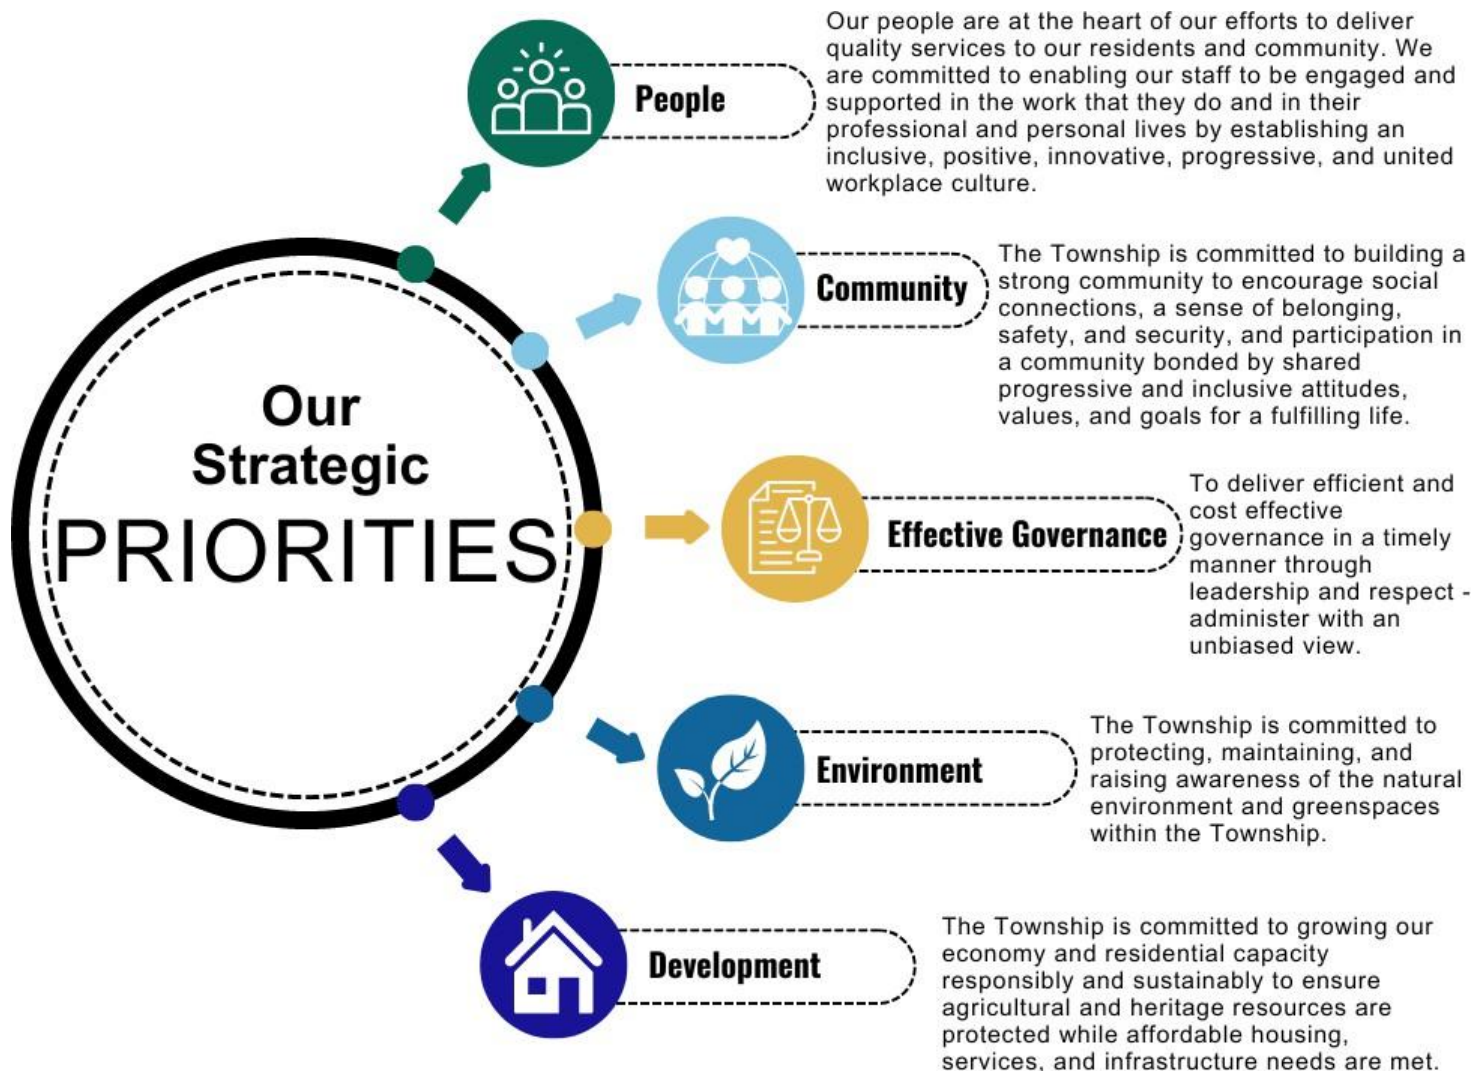 Our
Strategic
PRIORITIES
People
Our people are at the heart of our efforts to deliver
quality services to our residents and community. We
are committed to enabling our staff to be engaged and
supported in the work that they do and in their
professional and personal lives by establishing an
inclusive, positive, innovative, progressive, and united
workplace culture.
Community
The Township is committed to building a
strong community to encourage social
connections, a sense of belonging,
safety, and security, and participation in
a community bonded by shared
progressive and inclusive attitudes,
values, and goals for a fulfilling life.
Effective Governance
To deliver efficient and
cost effective
governance in a timely
manner through
leadership and respect -
administer with an
unbiased view.
Environment
The Township is committed to
protecting, maintaining, and
raising awareness of the natural
environment and greenspaces
within the Township.
Development
The Township is committed to growing our
economy and residential capacity
responsibly and sustainably to ensure
agricultural and heritage resources are
protected while affordable housing,
services, and infrastructure needs are met.